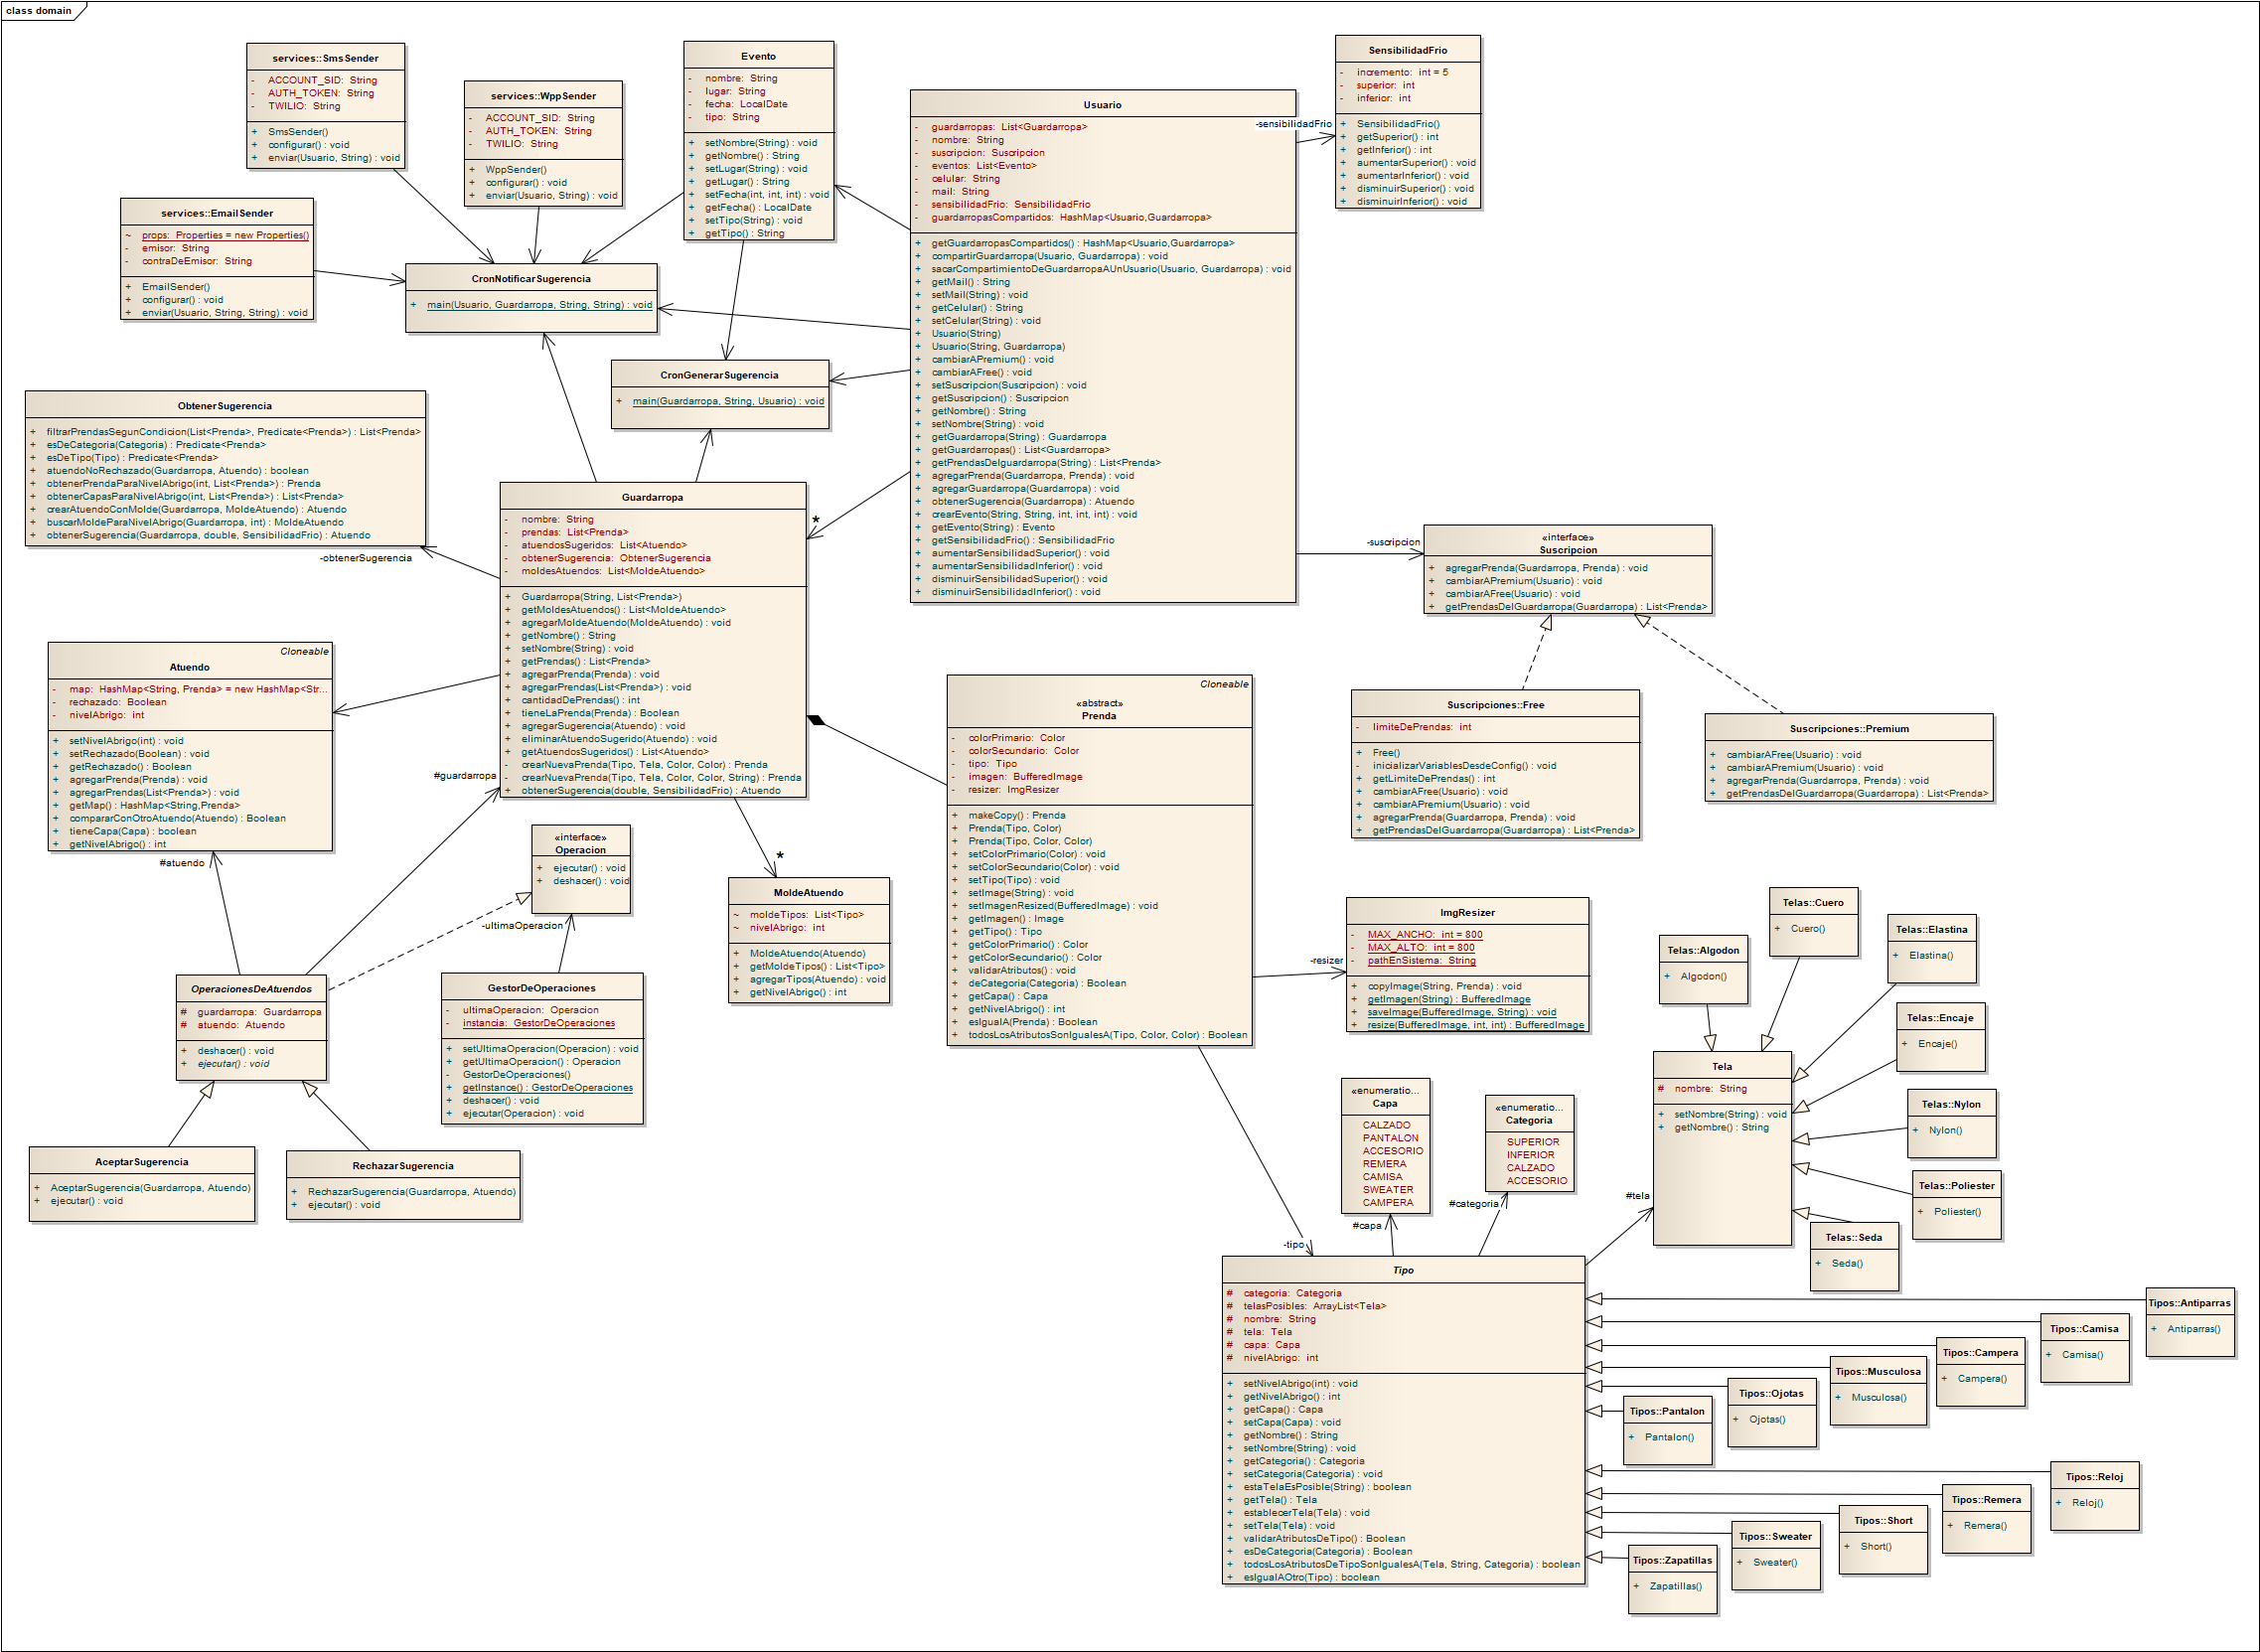 class domain
services::SmsSender
- ACCOUNT_SID: String
- AUTH_TOKEN: String
- TWILIO: String
+ SmsSender()
+ configurar() : void
+ enviar(Usuario, String) : void
services::WppSender
- ACCOUNT_SID: String
- AUTH_TOKEN: String
- TWILIO: String
+ WppSender()
+ configurar() : void
+ enviar(Usuario, String) : void
Evento
- nombre: String
- lugar: String
- fecha: LocalDate
- tipo: String
+ setNombre(String) : void
+ getNombre() : String
+ setLugar(String) : void
+ getLugar() : String
+ setFecha(int, int, int) : void
+ getFecha() : LocalDate
+ setTipo(String) : void
+ getTipo() : String
Usuario
- guardarropas: List<Guardarropa>
- nombre: String
- suscripcion: Suscripcion
- eventos: List<Evento>
- celular: String
- mail: String
- sensibilidadFrio: SensibilidadFrio
- guardarropasCompartidos: HashMap<Usuario,Guardarropa>
+ getGuardarropasCompartidos() : HashMap<Usuario,Guardarropa>
+ compartirGuardarropa(Usuario, Guardarropa) : void
+ sacarCompartimientoDeGuardarropaAUnUsuario(Usuario, Guardarropa) : void
+ getMail() : String
+ setMail(String) : void
+ getCelular() : String
+ setCelular(String) : void
+ Usuario(String)
+ Usuario(String, Guardarropa)
+ cambiarAPremium() : void
+ cambiarAFree() : void
+ setSuscripcion(Suscripcion) : void
+ getSuscripcion() : Suscripcion
+ getNombre() : String
+ setNombre(String) : void
+ getGuardarropa(String) : Guardarropa
+ getGuardarropas() : List<Guardarropa>
+ getPrendasDelguardarropa(String) : List<Prenda>
+ agregarPrenda(Guardarropa, Prenda) : void
+ agregarGuardarropa(Guardarropa) : void
+ obtenerSugerencia(Guardarropa) : Atuendo
+ crearEvento(String, String, int, int, int) : void
+ getEvento(String) : Evento
+ getSensibilidadFrio() : SensibilidadFrio
+ aumentarSensibilidadSuperior() : void
+ aumentarSensibilidadInferior() : void
+ disminuirSensibilidadSuperior() : void
+ disminuirSensibilidadInferior() : void
-sensibilidadFrio
SensibilidadFrio
- incremento: int = 5
- superior: int
- inferior: int
+ SensibilidadFrio()
+ getSuperior() : int
+ getInferior() : int
+ aumentarSuperior() : void
+ aumentarInferior() : void
+ disminuirSuperior() : void
+ disminuirInferior() : void
services::EmailSender
~ props: Properties = new Properties()
- emisor: String
- contraDeEmisor: String
+ EmailSender()
+ configurar() : void
+ enviar(Usuario, String, String) : void
CronNotificarSugerencia
+ main(Usuario, Guardarropa, String, String) : void
CronGenerarSugerencia
+ main(Guardarropa, String, Usuario) : void
ObtenerSugerencia
+ filtrarPrendasSegunCondicion(List<Prenda>, Predicate<Prenda>) : List<Prenda>
+ esDeCategoria(Categoria) : Predicate<Prenda>
+ esDeTipo(Tipo) : Predicate<Prenda>
+ atuendoNoRechazado(Guardarropa, Atuendo) : boolean
+ obtenerPrendaParaNivelAbrigo(int, List<Prenda>) : Prenda
+ obtenerCapasParaNivelAbrigo(int, List<Prenda>) : List<Prenda>
+ crearAtuendoConMolde(Guardarropa, MoldeAtuendo) : Atuendo
+ buscarMoldeParaNivelAbrigo(Guardarropa, int) : MoldeAtuendo
+ obtenerSugerencia(Guardarropa, double, SensibilidadFrio) : Atuendo
-obtenerSugerencia
Guardarropa
- nombre: String
- prendas: List<Prenda>
- atuendosSugeridos: List<Atuendo>
- obtenerSugerencia: ObtenerSugerencia
- moldesAtuendos: List<MoldeAtuendo>
+ Guardarropa(String, List<Prenda>)
+ getMoldesAtuendos() : List<MoldeAtuendo>
+ agregarMoldeAtuendo(MoldeAtuendo) : void
+ getNombre() : String
+ setNombre(String) : void
+ getPrendas() : List<Prenda>
+ agregarPrenda(Prenda) : void
+ agregarPrendas(List<Prenda>) : void
+ cantidadDePrendas() : int
+ tieneLaPrenda(Prenda) : Boolean
+ agregarSugerencia(Atuendo) : void
+ eliminarAtuendoSugerido(Atuendo) : void
+ getAtuendosSugeridos() : List<Atuendo>
- crearNuevaPrenda(Tipo, Tela, Color, Color) : Prenda
- crearNuevaPrenda(Tipo, Tela, Color, Color, String) : Prenda
+ obtenerSugerencia(double, SensibilidadFrio) : Atuendo
*
-suscripcion
«interface»
Suscripcion
+ agregarPrenda(Guardarropa, Prenda) : void
+ cambiarAPremium(Usuario) : void
+ cambiarAFree(Usuario) : void
+ getPrendasDelGuardarropa(Guardarropa) : List<Prenda>
Suscripciones::Free
- limiteDePrendas: int
+ Free()
- inicializarVariablesDesdeConfig() : void
+ getLimiteDePrendas() : int
+ cambiarAFree(Usuario) : void
+ cambiarAPremium(Usuario) : void
+ agregarPrenda(Guardarropa, Prenda) : void
+ getPrendasDelGuardarropa(Guardarropa) : List<Prenda>
Suscripciones::Premium
+ cambiarAFree(Usuario) : void
+ cambiarAPremium(Usuario) : void
+ agregarPrenda(Guardarropa, Prenda) : void
+ getPrendasDelGuardarropa(Guardarropa) : List<Prenda>
Cloneable
Atuendo
- map: HashMap<String, Prenda> = new HashMap<Str...
- rechazado: Boolean
- nivelAbrigo: int
+ setNivelAbrigo(int) : void
+ setRechazado(Boolean) : void
+ getRechazado() : Boolean
+ agregarPrenda(Prenda) : void
+ agregarPrendas(List<Prenda>) : void
+ getMap() : HashMap<String,Prenda>
+ compararConOtroAtuendo(Atuendo) : Boolean
+ tieneCapa(Capa) : boolean
+ getNivelAbrigo() : int
#atuendo
#guardarropa
«interface»
Operacion
+ ejecutar() : void
+ deshacer() : void
-ultimaOperacion
*
MoldeAtuendo
~ moldeTipos: List<Tipo>
~ nivelAbrigo: int
+ MoldeAtuendo(Atuendo)
+ getMoldeTipos() : List<Tipo>
+ agregarTipos(Atuendo) : void
+ getNivelAbrigo() : int
Cloneable
«abstract»
Prenda
- colorPrimario: Color
- colorSecundario: Color
- tipo: Tipo
- imagen: BufferedImage
- resizer: ImgResizer
+ makeCopy() : Prenda
+ Prenda(Tipo, Color)
+ Prenda(Tipo, Color, Color)
+ setColorPrimario(Color) : void
+ setColorSecundario(Color) : void
+ setTipo(Tipo) : void
+ setImage(String) : void
+ setImagenResized(BufferedImage) : void
+ getImagen() : Image
+ getTipo() : Tipo
+ getColorPrimario() : Color
+ getColorSecundario() : Color
+ validarAtributos() : void
+ deCategoria(Categoria) : Boolean
+ getCapa() : Capa
+ getNivelAbrigo() : int
+ esIgualA(Prenda) : Boolean
+ todosLosAtributosSonIgualesA(Tipo, Color, Color) : Boolean
-resizer
ImgResizer
- MAX_ANCHO: int = 800
- MAX_ALTO: int = 800
- pathEnSistema: String
+ copyImage(String, Prenda) : void
+ getImagen(String) : BufferedImage
+ saveImage(BufferedImage, String) : void
+ resize(BufferedImage, int, int) : BufferedImage
OperacionesDeAtuendos
# guardarropa: Guardarropa
# atuendo: Atuendo
+ deshacer() : void
+ ejecutar() : void
GestorDeOperaciones
- ultimaOperacion: Operacion
- instancia: GestorDeOperaciones
+ setUltimaOperacion(Operacion) : void
+ getUltimaOperacion() : Operacion
- GestorDeOperaciones()
+ getInstance() : GestorDeOperaciones
+ deshacer() : void
+ ejecutar(Operacion) : void
AceptarSugerencia
+ AceptarSugerencia(Guardarropa, Atuendo)
+ ejecutar() : void
RechazarSugerencia
+ RechazarSugerencia(Guardarropa, Atuendo)
+ ejecutar() : void
Telas::Cuero
+ Cuero()
Telas::Algodon
+ Algodon()
Telas::Elastina
+ Elastina()
Telas::Encaje
+ Encaje()
Telas::Nylon
+ Nylon()
Telas::Poliester
+ Poliester()
Telas::Seda
+ Seda()
Tela
# nombre: String
+ setNombre(String) : void
+ getNombre() : String
#tela
«enumeratio...
Capa
CALZADO
PANTALON
ACCESORIO
REMERA
CAMISA
SWEATER
CAMPERA
#capa
«enumeratio...
Categoria
SUPERIOR
INFERIOR
CALZADO
ACCESORIO
#categoria
-tipo
Tipo
# categoria: Categoria
# telasPosibles: ArrayList<Tela>
# nombre: String
# tela: Tela
# capa: Capa
# nivelAbrigo: int
+ setNivelAbrigo(int) : void
+ getNivelAbrigo() : int
+ getCapa() : Capa
+ setCapa(Capa) : void
+ getNombre() : String
+ setNombre(String) : void
+ getCategoria() : Categoria
+ setCategoria(Categoria) : void
+ estaTelaEsPosible(String) : boolean
+ getTela() : Tela
+ establecerTela(Tela) : void
+ setTela(Tela) : void
+ validarAtributosDeTipo() : Boolean
+ esDeCategoria(Categoria) : Boolean
+ todosLosAtributosDeTipoSonIgualesA(Tela, String, Categoria) : boolean
+ esIgualAOtro(Tipo) : boolean
Tipos::Antiparras
+ Antiparras()
Tipos::Camisa
+ Camisa()
Tipos::Campera
+ Campera()
Tipos::Musculosa
+ Musculosa()
Tipos::Ojotas
+ Ojotas()
Tipos::Pantalon
+ Pantalon()
Tipos::Reloj
+ Reloj()
Tipos::Remera
+ Remera()
Tipos::Short
+ Short()
Tipos::Sweater
+ Sweater()
Tipos::Zapatillas
+ Zapatillas()